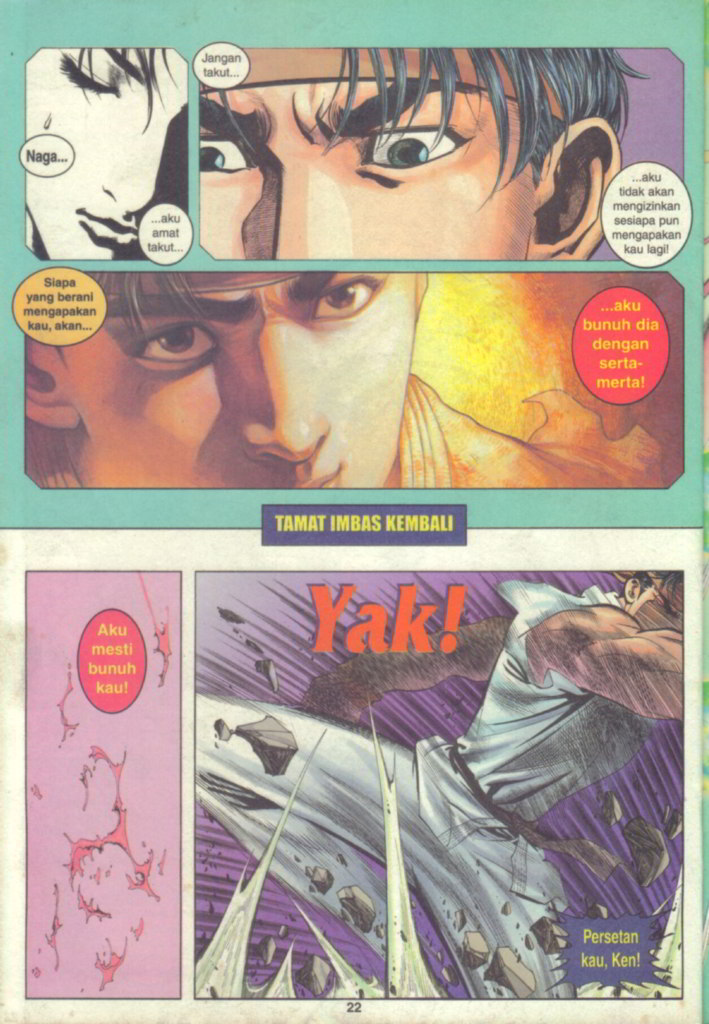 Naga...
...aku
amat
takut...
Jangan
takut...
...aku
tidak akan
mengizinkan
sesiapa pun
mengapakan
kau lagi!
Siapa
yang berani
mengapakan
kau, akan...
...aku
bunuh dia
dengan
serta-
merta!
TAMAT IMBAS KEMBALI
Aku
mesti
bunuh
kau!
Yak!
Persetan
kau, Ken!
22